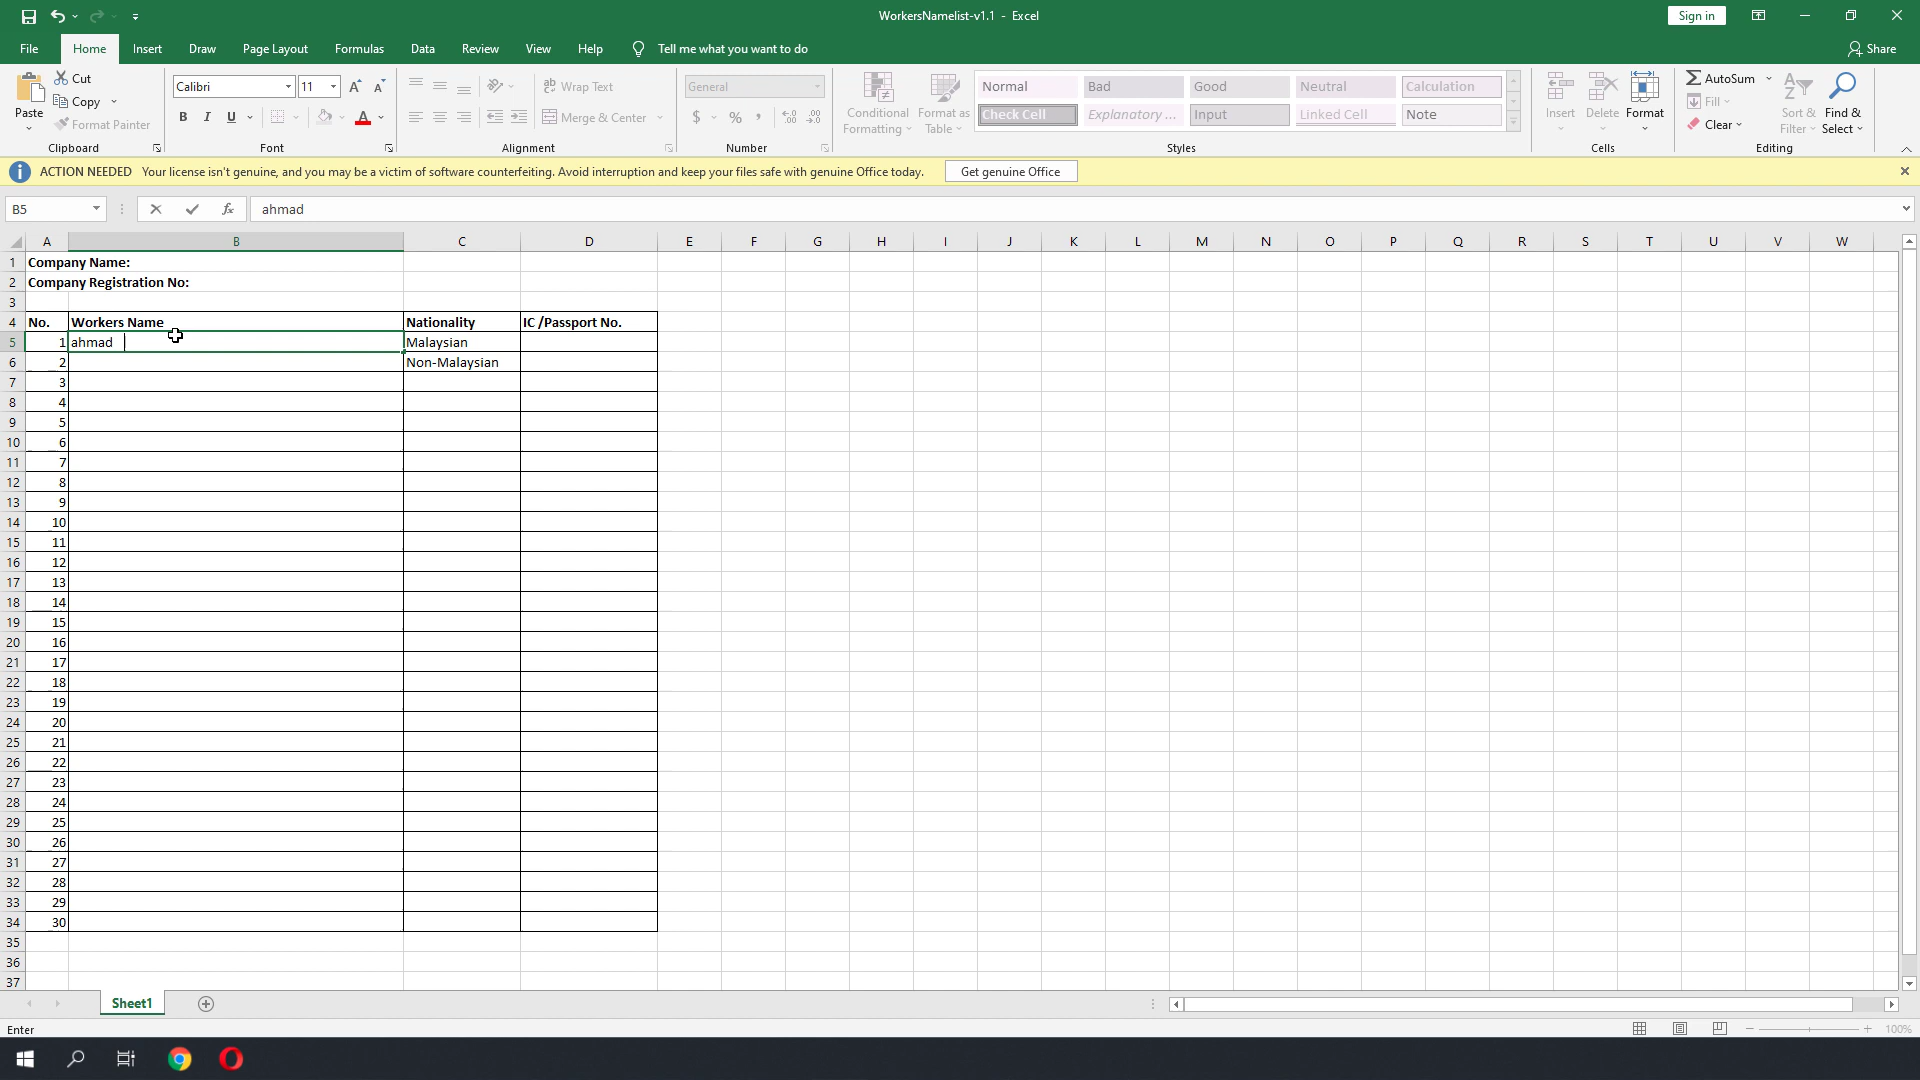 WorkersNamelist-v1.1 - Excel
Sign in
File Home Insert Draw Page Layout Formulas Data Review View Help Tell me what you want to do Share
Paste
Cut
Copy
Format Painter
Clipboard
Calibri 11
B I U A
Font
Wrap Text
Merge & Center
Alignment
General
$ % ,
Number
Conditional Formatting
Format as Table
Normal Bad Good Neutral Calculation
Check Cell Explanatory ... Input Linked Cell Note
Styles
Insert Delete Format
Cells
AutoSum
Fill
Clear
Sort & Filter
Find & Select
Editing
ACTION NEEDED Your license isn't genuine, and you may be a victim of software counterfeiting. Avoid interruption and keep your files safe with genuine Office today. Get genuine Office
B5 fx ahmad
A B C D E F G H I J K L M N O P Q R S T U V W
1 Company Name:
2 Company Registration No:
3
4 No. Workers Name Nationality IC /Passport No.
5 1 ahmad Malaysian
6 2 Non-Malaysian
7 3
8 4
9 5
10 6
11 7
12 8
13 9
14 10
15 11
16 12
17 13
18 14
19 15
20 16
21 17
22 18
23 19
24 20
25 21
26 22
27 23
28 24
29 25
30 26
31 27
32 28
33 29
34 30
35
36
37
Sheet1
Enter 100%